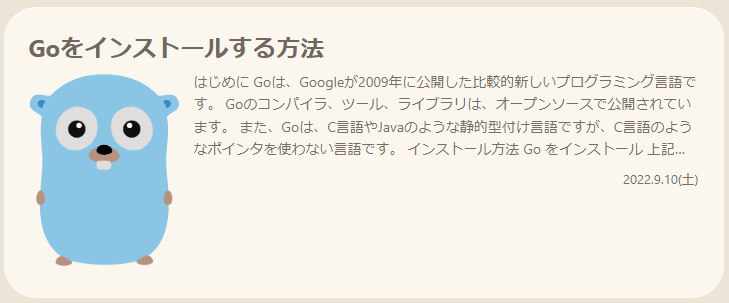 Goをインストールする方法
はじめに Goは、Googleが2009年に公開した比較的新しいプログラミング言語で
す。 Goのコンパイラ、ツール、ライブラリは、オープンソースで公開されてい
ます。 また、Goは、C言語やJavaのような静的型付け言語ですが、C言語のよう
なポインタを使わない言語です。 インストール方法 Go をインストール 上記...
2022.9.10(土)